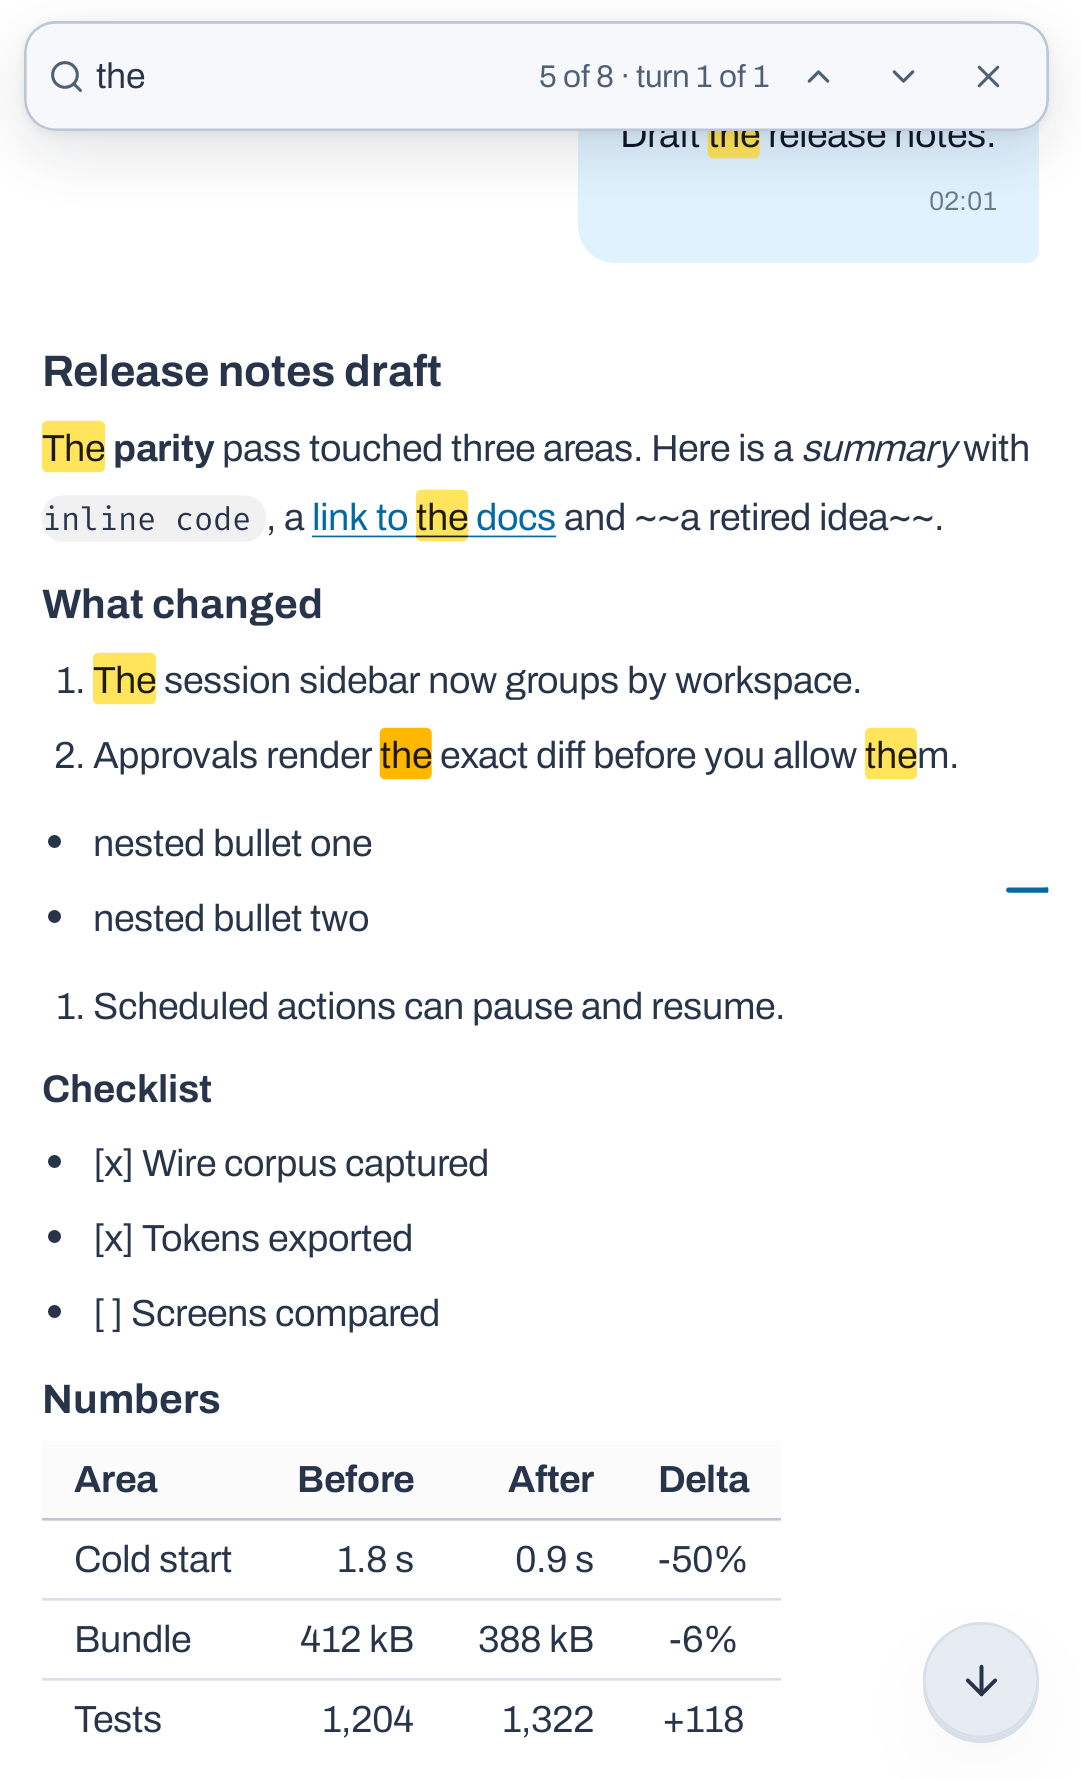 the
5 of 8 · turn 1 of 1
Draft the release notes.
02:01
Release notes draft
The parity pass touched three areas. Here is a summary with
inline code , a link to the docs and ~~a retired idea~~.
What changed
1. The session sidebar now groups by workspace.
2. Approvals render the exact diff before you allow them.
• nested bullet one
• nested bullet two
1. Scheduled actions can pause and resume.
Checklist
• [x] Wire corpus captured
• [x] Tokens exported
• [ ] Screens compared
Numbers
Area Before After Delta
Cold start 1.8 s 0.9 s -50%
Bundle 412 kB 388 kB -6%
Tests 1,204 1,322 +118